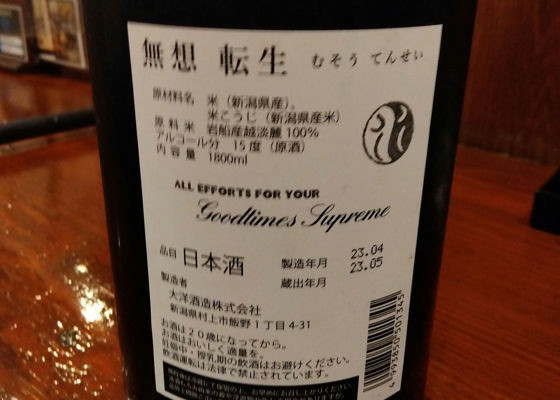 無想 転生 むそう てんせい
原材料名 米（新潟県産）、
米こうじ（新潟県産米）
原料米 岩船産越淡麗100%
アルコール分 15度（原酒）
内容量 1800ml
ALL EFFORTS FOR YOUR
Goodtimes Supreme
品目 日本酒
製造年月 23.04
蔵出年月 23.05
製造者
大洋酒造株式会社
新潟県村上市飯野1丁目4-31
お酒は20歳になってから。
お酒はおいしく適量を。
妊娠中・授乳期の飲酒はお避けください。
飲酒運転は法律で禁止されています。
4993850501345